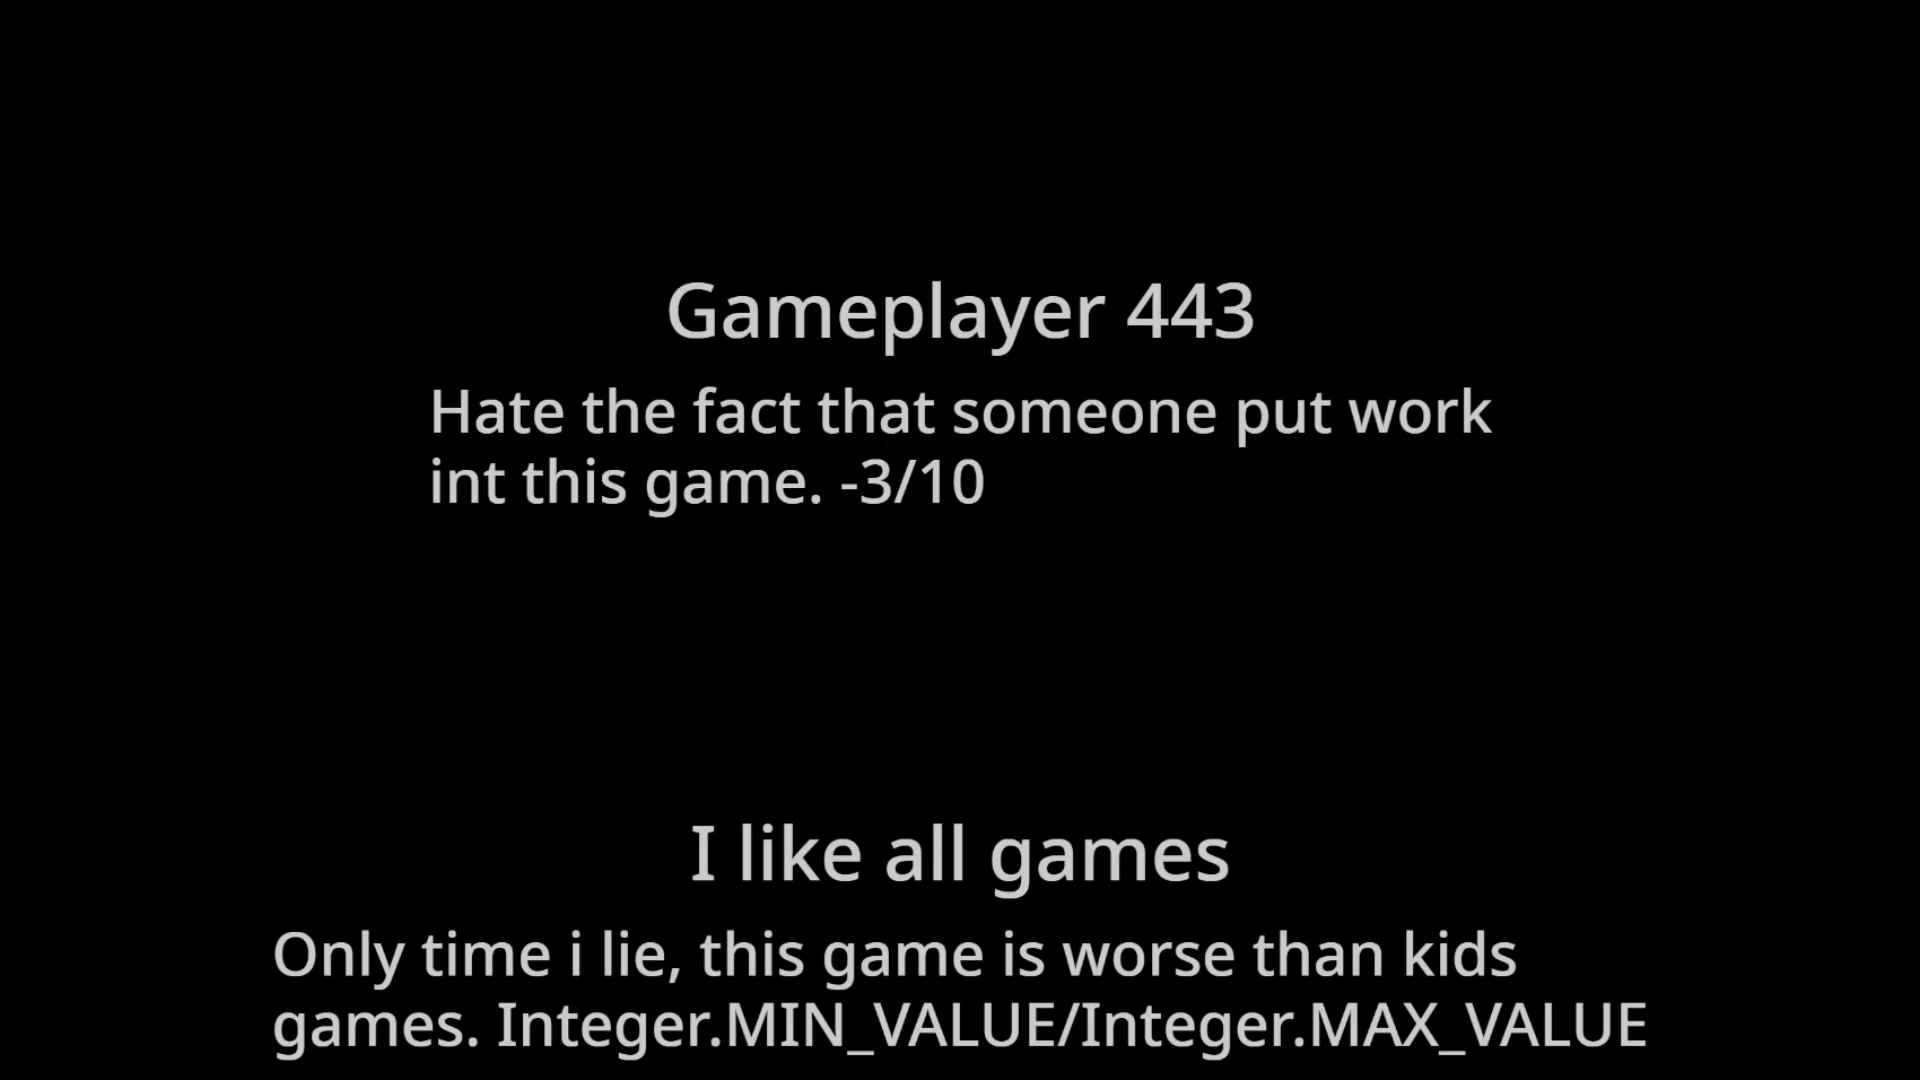 Gameplayer 443
Hate the fact that someone put work
int this game. -3/10
I like all games
Only time i lie, this game is worse than kids
games. Integer.MIN_VALUE/Integer.MAX_VALUE